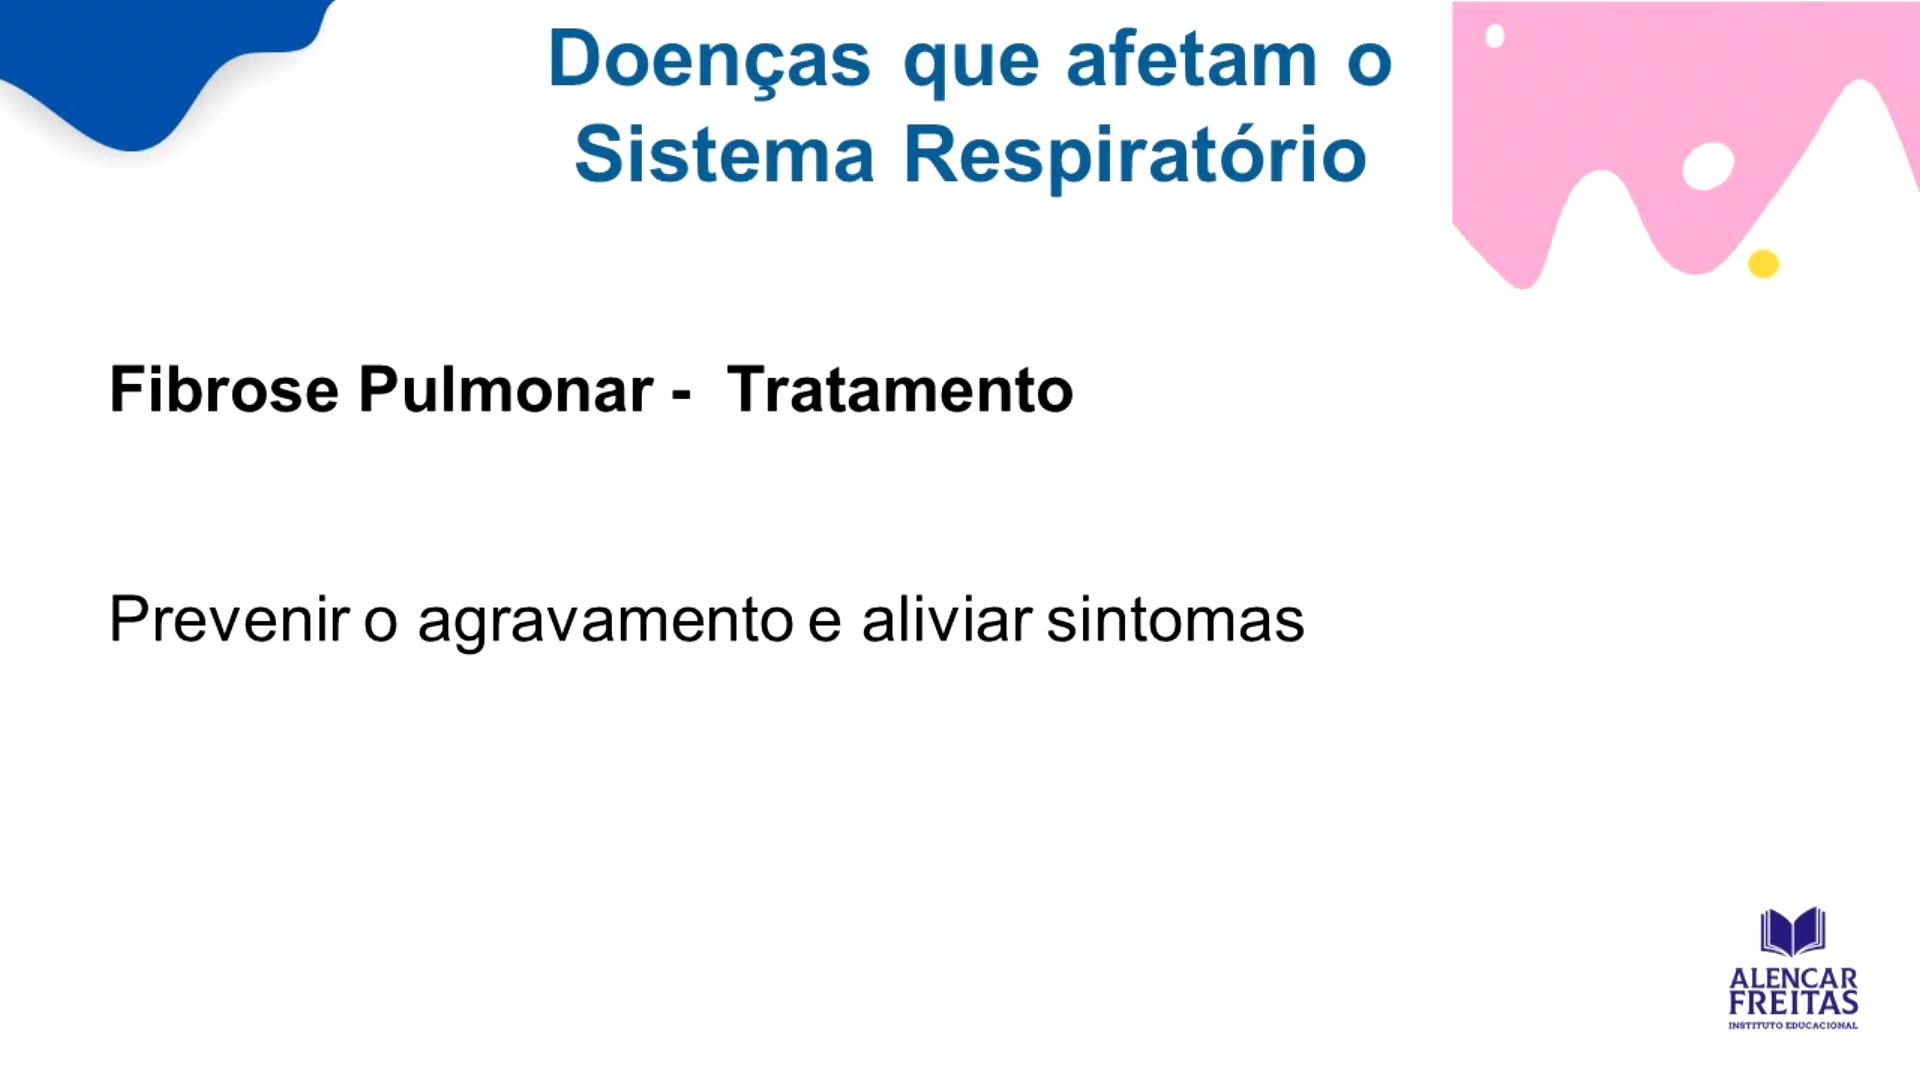 Doenças que afetam o
Sistema Respiratório
Fibrose Pulmonar - Tratamento
Prevenir o agravamento e aliviar sintomas
ALENCAR
FREITAS
INSTITUTO EDUCACIONAL